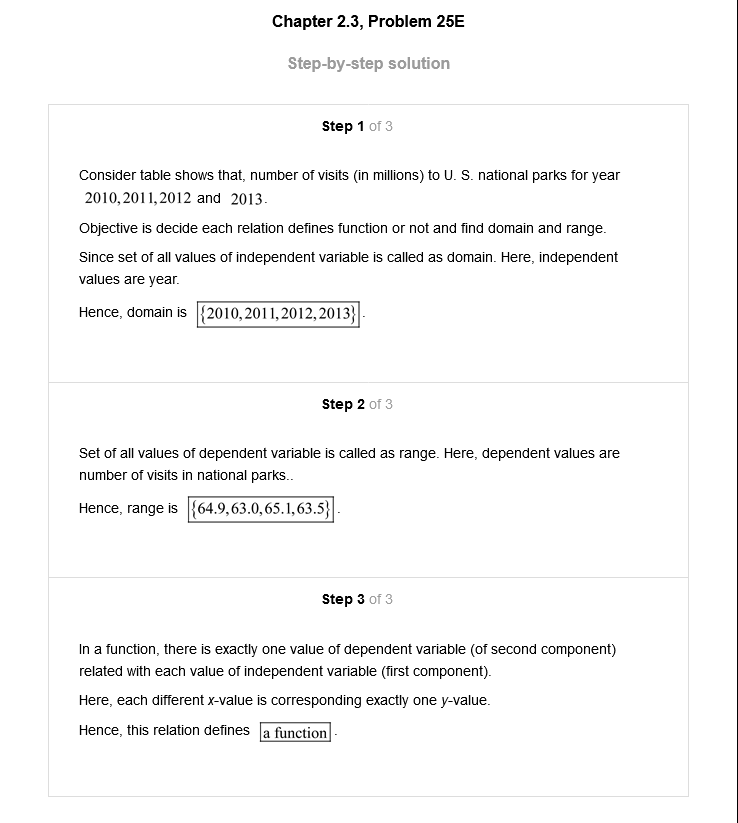 Chapter 2.3, Problem 25E
Step-by-step solution
Step 1 of 3
Consider table shows that, number of visits (in millions) to U. S. national parks for year
2010,2011,2012 and 2013.
Objective is decide each relation defines function or not and find domain and range.
Since set of all values of independent variable is called as domain. Here, independent
values are year.
Hence, domain is {2010,2011,2012,2013}.
Step 2 of 3
Set of all values of dependent variable is called as range. Here, dependent values are
number of visits in national parks..
Hence, range is {64.9,63.0,65.1,63.5}.
Step 3 of 3
In a function, there is exactly one value of dependent variable (of second component)
related with each value of independent variable (first component).
Here, each different x-value is corresponding exactly one y-value.
Hence, this relation defines a function.